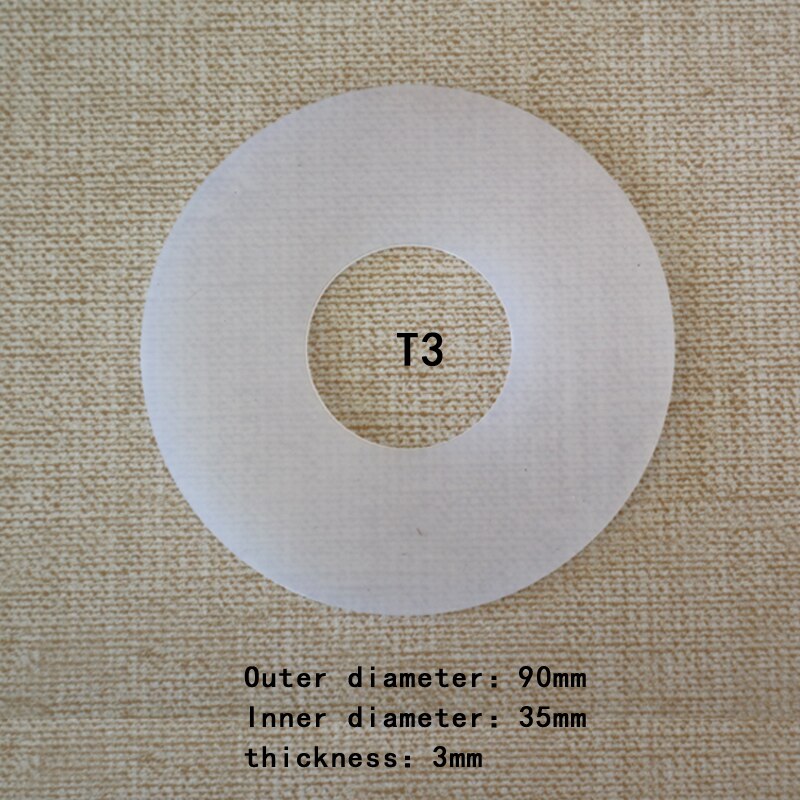 T3
Outer diameter: 90mm
Inner diameter: 35mm
thickness: 3mm